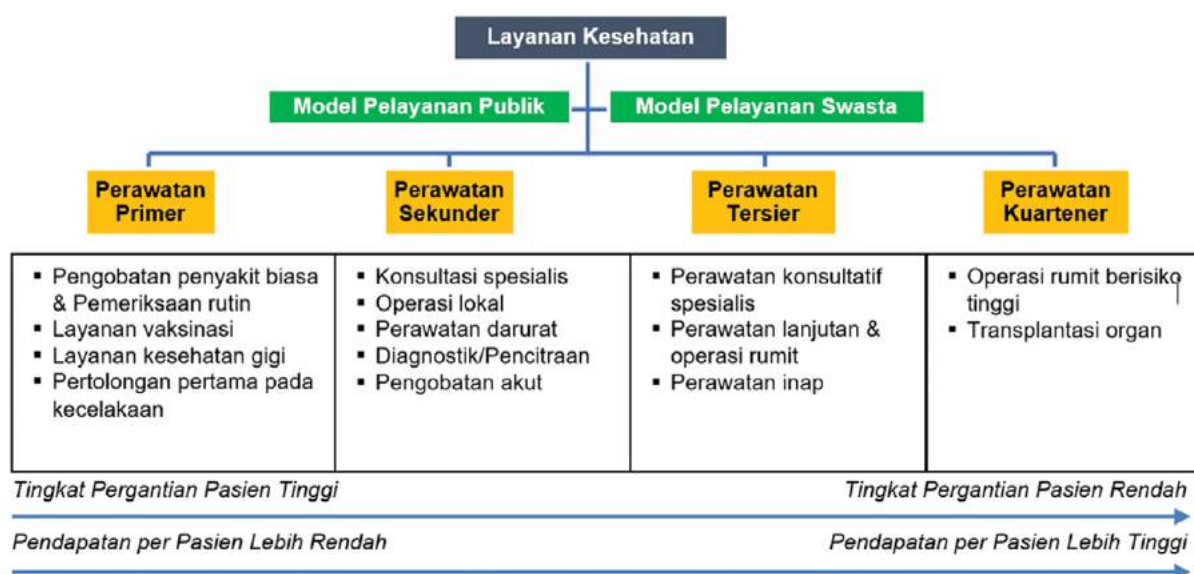 Layanan Kesehatan
Model Pelayanan Publik
Model Pelayanan Swasta
Perawatan
Primer
Perawatan
Sekunder
Perawatan
Tersier
Perawatan
Kuartener
▪ Pengobatan penyakit biasa
& Pemeriksaan rutin
▪ Layanan vaksinasi
▪ Layanan kesehatan gigi
▪ Pertolongan pertama pada
kecelakaan
▪ Konsultasi spesialis
▪ Operasi lokal
▪ Perawatan darurat
▪ Diagnostik/Pencitraan
▪ Pengobatan akut
▪ Perawatan konsultatif
spesialis
▪ Perawatan lanjutan &
operasi rumit
▪ Perawatan inap
▪ Operasi rumit berisiko
tinggi
▪ Transplantasi organ
Tingkat Pergantian Pasien Tinggi
Tingkat Pergantian Pasien Rendah
Pendapatan per Pasien Lebih Rendah
Pendapatan per Pasien Lebih Tinggi